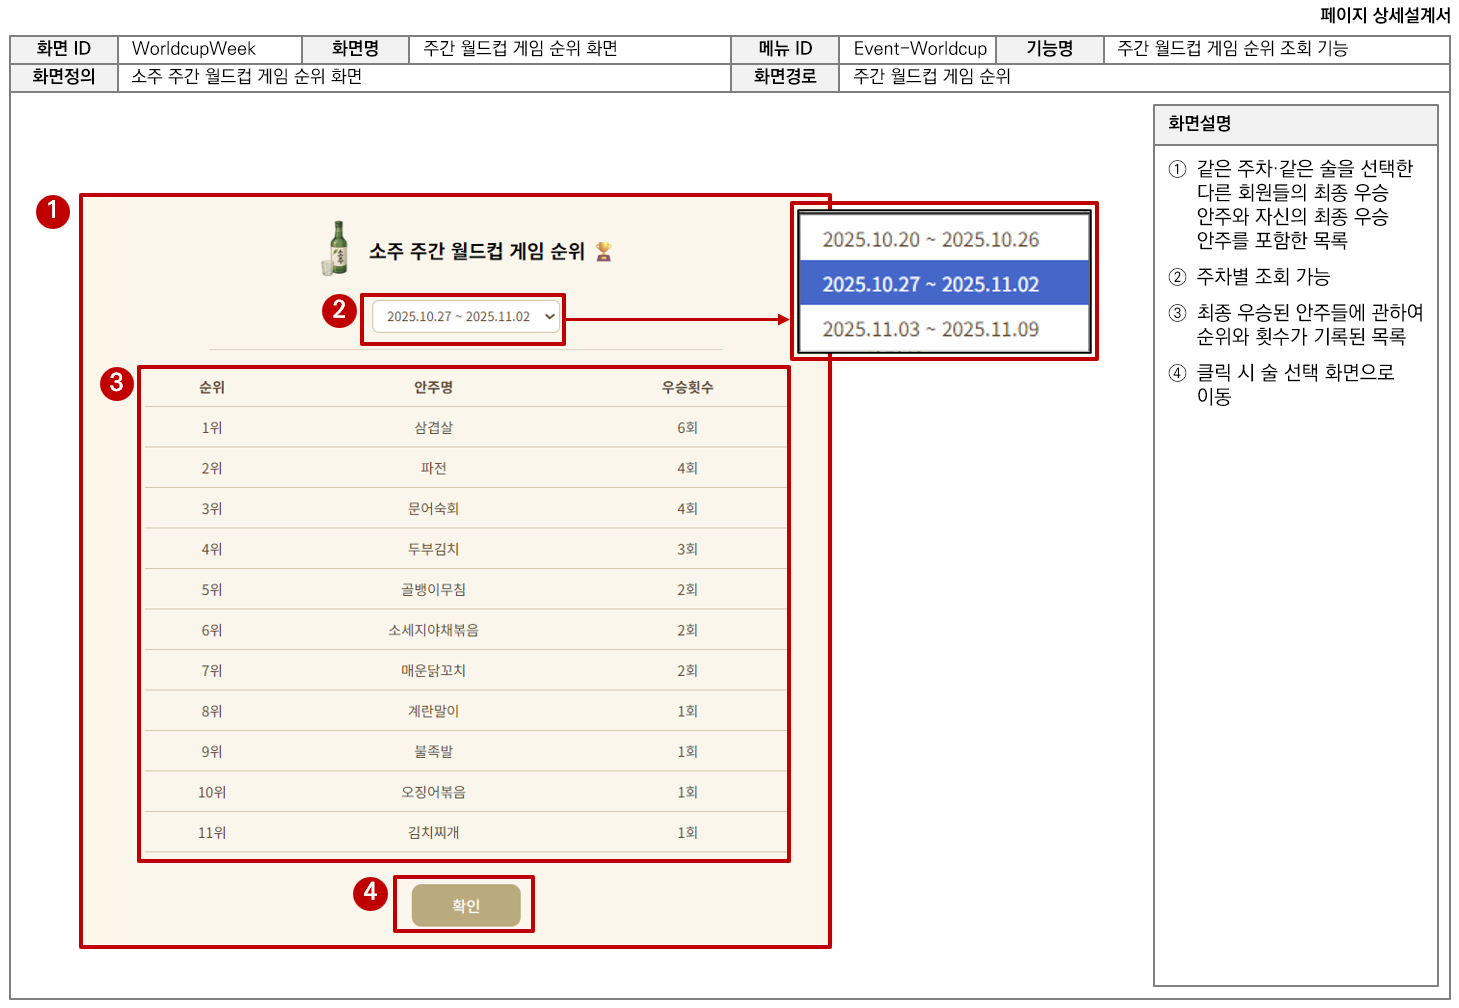 페이지 상세설계서
화면 ID WorldcupWeek 화면명 주간 월드컵 게임 순위 화면 메뉴 ID Event-Worldcup 기능명 주간 월드컵 게임 순위 조회 기능
화면정의 소주 주간 월드컵 게임 순위 화면 화면경로 주간 월드컵 게임 순위
1
소주 주간 월드컵 게임 순위
2
2025.10.27 ~ 2025.11.02
2025.10.20 ~ 2025.10.26
2025.10.27 ~ 2025.11.02
2025.11.03 ~ 2025.11.09
3
순위 안주명 우승횟수
1위 삼겹살 6회
2위 파전 4회
3위 문어숙회 4회
4위 두부김치 3회
5위 골뱅이무침 2회
6위 소세지야채볶음 2회
7위 매운닭꼬치 2회
8위 계란말이 1회
9위 불족발 1회
10위 오징어볶음 1회
11위 김치찌개 1회
4
확인
화면설명
① 같은 주차·같은 술을 선택한
다른 회원들의 최종 우승
안주와 자신의 최종 우승
안주를 포함한 목록
② 주차별 조회 가능
③ 최종 우승된 안주들에 관하여
순위와 횟수가 기록된 목록
④ 클릭 시 술 선택 화면으로
이동